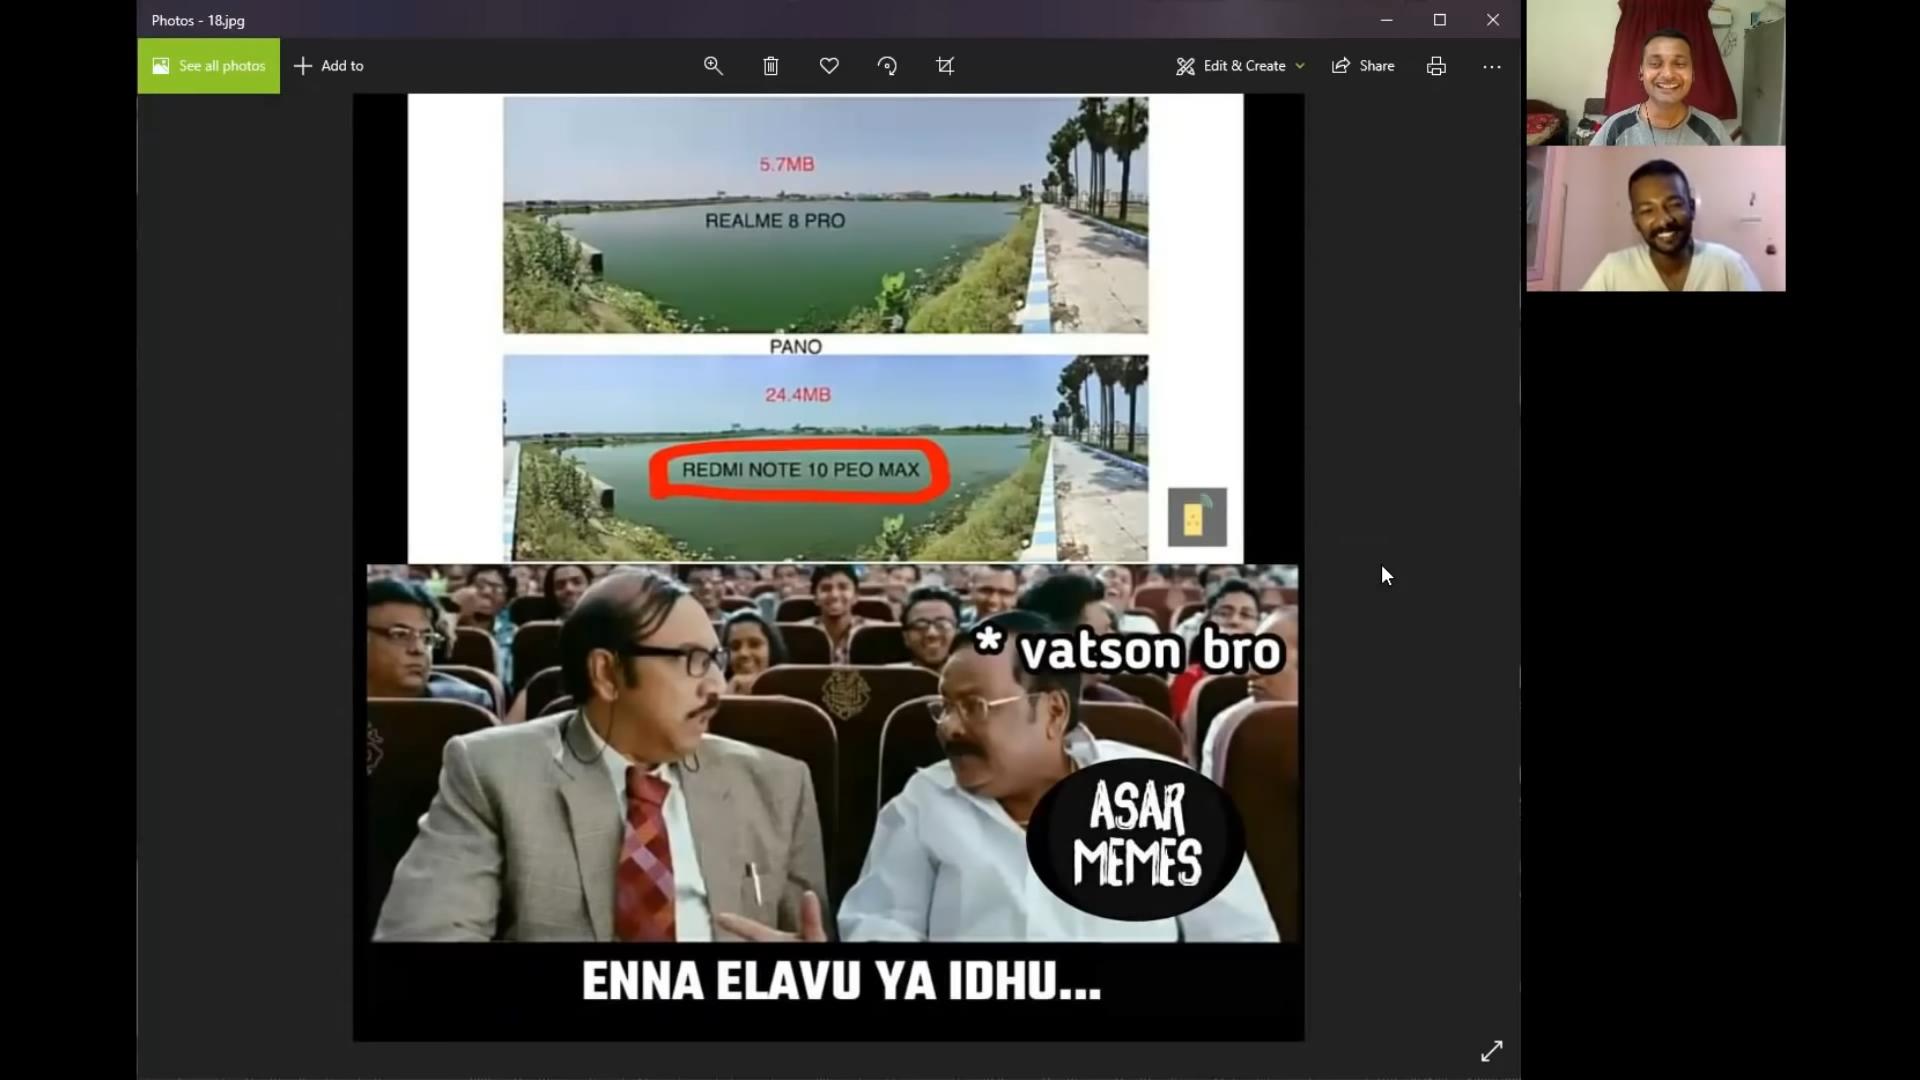 Photos - 18.jpg
See all photos
Add to
Edit & Create
Share
5.7MB
REALME 8 PRO
PANO
24.4MB
REDMI NOTE 10 PEO MAX
* vatson bro
ASAR
MEMES
ENNA ELAVU YA IDHU...